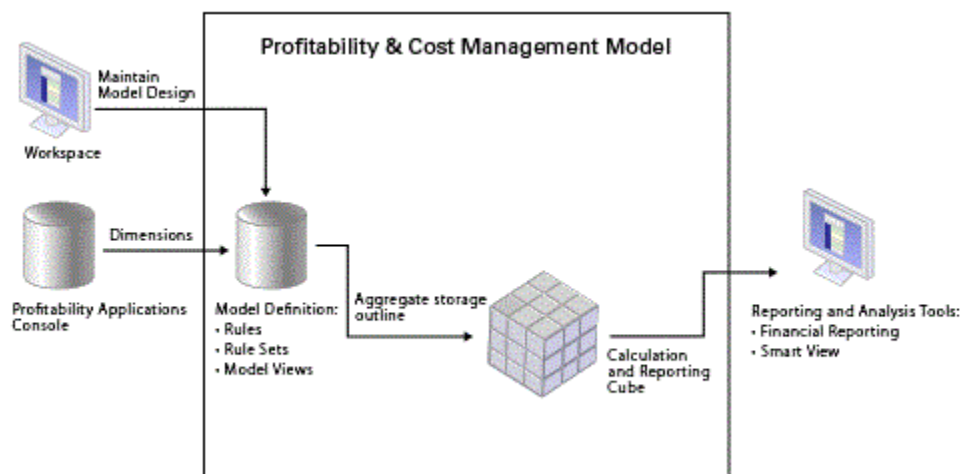 Profitability & Cost Management Model
Maintain
Model Design
Workspace
Dimensions
Profitability Applications
Console
Model Definition:
• Rules
• Rule Sets
• Model Views
Aggregate storage
outline
Calculation
and Reporting
Cube
Reporting and Analysis Tools:
• Financial Reporting
• Smart View